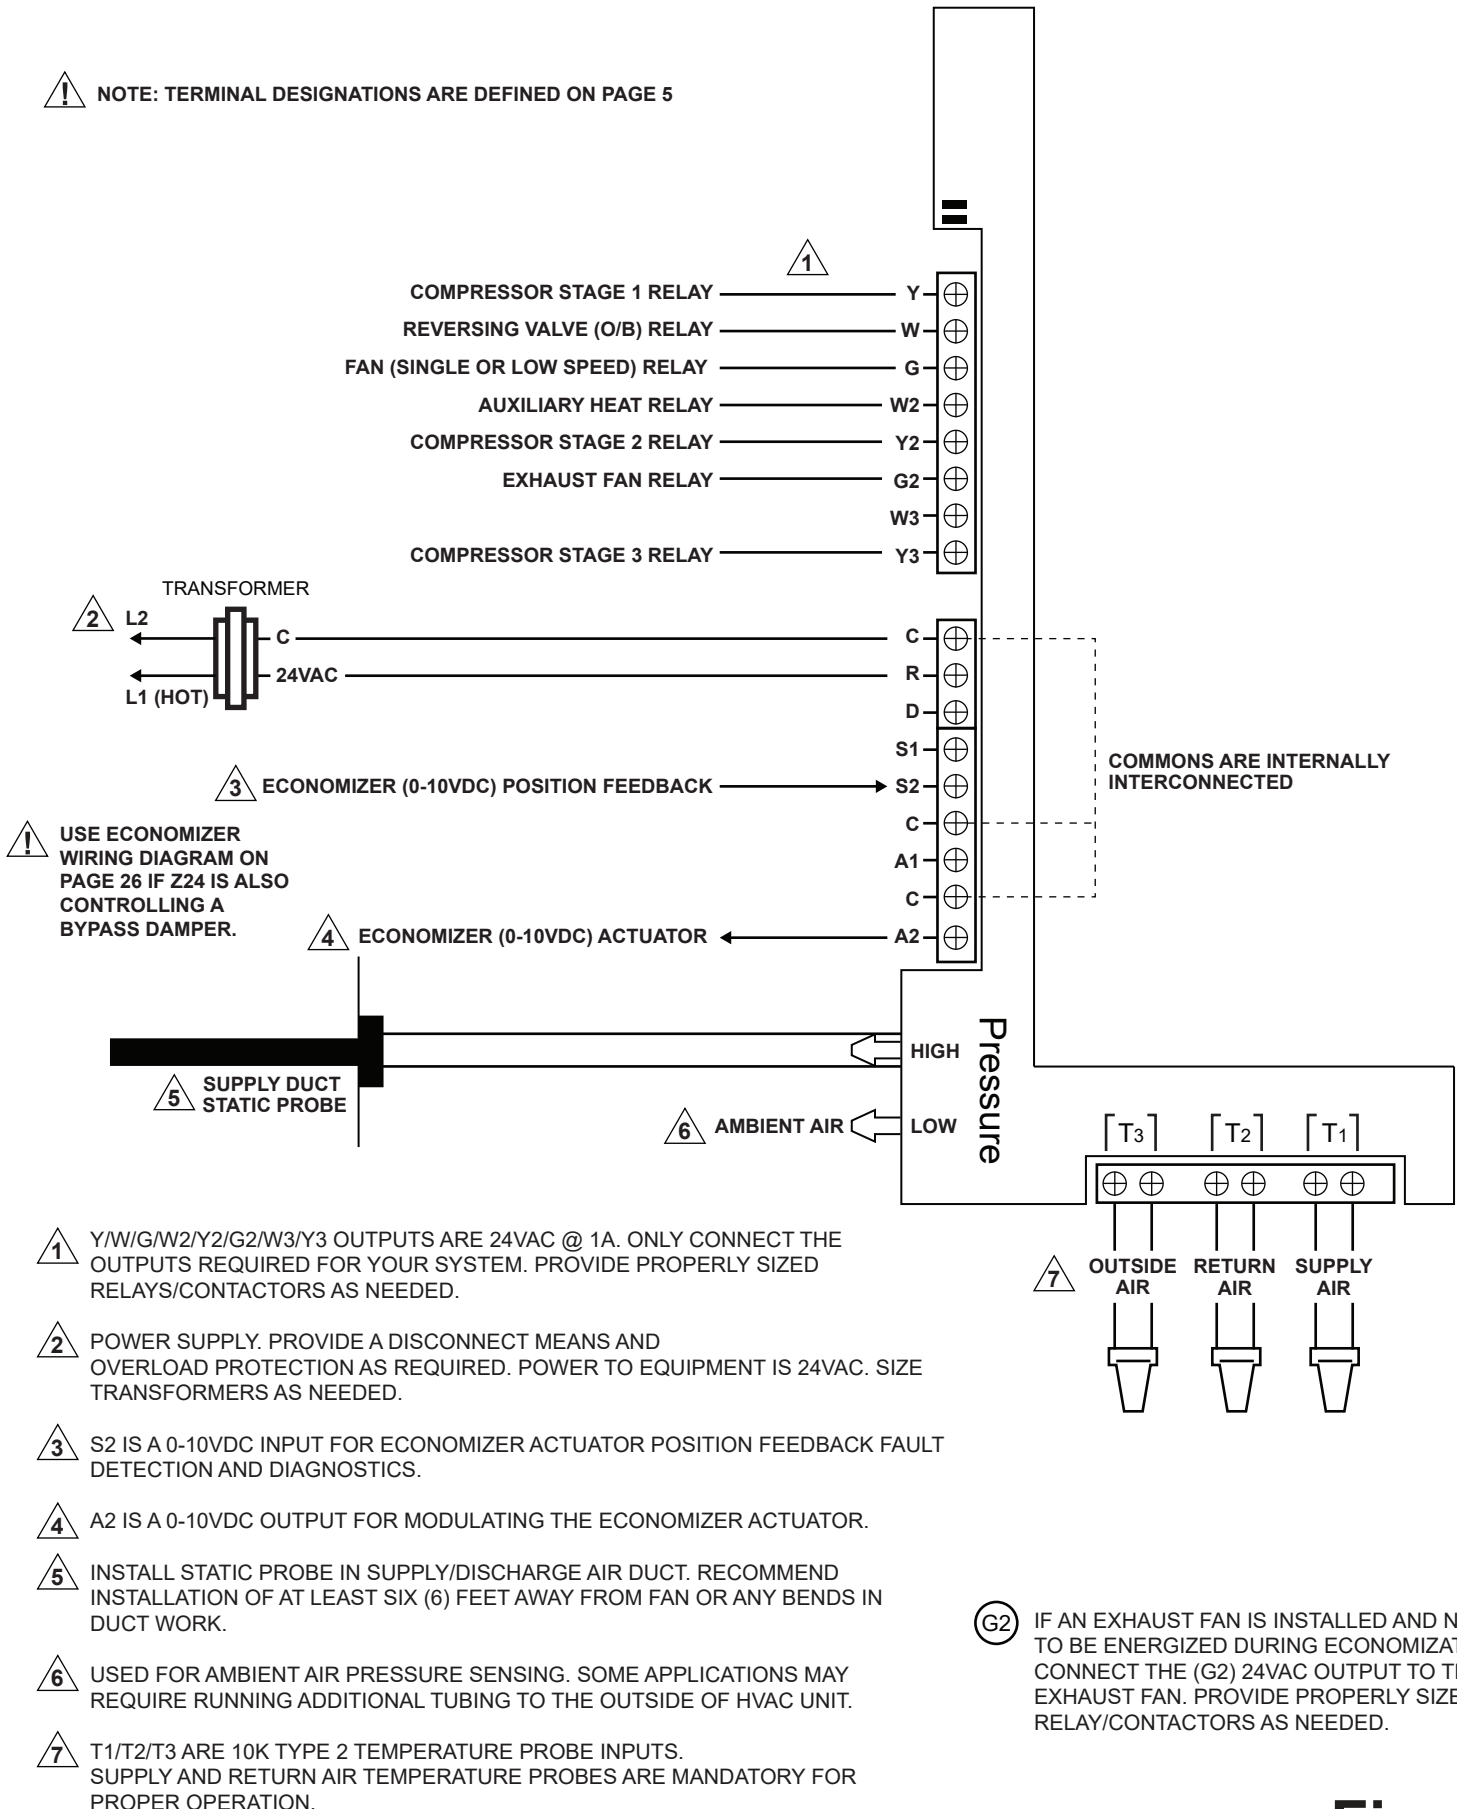 ! NOTE: TERMINAL DESIGNATIONS ARE DEFINED ON PAGE 5
1
COMPRESSOR STAGE 1 RELAY Y
REVERSING VALVE (O/B) RELAY W
FAN (SINGLE OR LOW SPEED) RELAY G
AUXILIARY HEAT RELAY W2
COMPRESSOR STAGE 2 RELAY Y2
EXHAUST FAN RELAY G2
W3
COMPRESSOR STAGE 3 RELAY Y3
TRANSFORMER
2 L2
C C
24VAC R
L1 (HOT)
D
S1
3 ECONOMIZER (0-10VDC) POSITION FEEDBACK S2
COMMONS ARE INTERNALLY
INTERCONNECTED
C
A1
C
! USE ECONOMIZER
WIRING DIAGRAM ON
PAGE 26 IF Z24 IS ALSO
CONTROLLING A
BYPASS DAMPER.
4 ECONOMIZER (0-10VDC) ACTUATOR A2
HIGH
Pressure
5 SUPPLY DUCT
STATIC PROBE
6 AMBIENT AIR LOW
T3 T2 T1
7 OUTSIDE AIR
RETURN AIR
SUPPLY AIR
1 Y/W/G/W2/Y2/G2/W3/Y3 OUTPUTS ARE 24VAC @ 1A. ONLY CONNECT THE
OUTPUTS REQUIRED FOR YOUR SYSTEM. PROVIDE PROPERLY SIZED
RELAYS/CONTACTORS AS NEEDED.
2 POWER SUPPLY. PROVIDE A DISCONNECT MEANS AND
OVERLOAD PROTECTION AS REQUIRED. POWER TO EQUIPMENT IS 24VAC. SIZE
TRANSFORMERS AS NEEDED.
3 S2 IS A 0-10VDC INPUT FOR ECONOMIZER ACTUATOR POSITION FEEDBACK FAULT
DETECTION AND DIAGNOSTICS.
4 A2 IS A 0-10VDC OUTPUT FOR MODULATING THE ECONOMIZER ACTUATOR.
5 INSTALL STATIC PROBE IN SUPPLY/DISCHARGE AIR DUCT. RECOMMEND
INSTALLATION OF AT LEAST SIX (6) FEET AWAY FROM FAN OR ANY BENDS IN
DUCT WORK.
6 USED FOR AMBIENT AIR PRESSURE SENSING. SOME APPLICATIONS MAY
REQUIRE RUNNING ADDITIONAL TUBING TO THE OUTSIDE OF HVAC UNIT.
7 T1/T2/T3 ARE 10K TYPE 2 TEMPERATURE PROBE INPUTS.
SUPPLY AND RETURN AIR TEMPERATURE PROBES ARE MANDATORY FOR
PROPER OPERATION.
G2 IF AN EXHAUST FAN IS INSTALLED AND
TO BE ENERGIZED DURING
CONNECT THE (G2) 24VAC OUTPUT TO
EXHAUST FAN. PROVIDE PROPERLY
RELAY/CONTACTORS AS NEEDED.